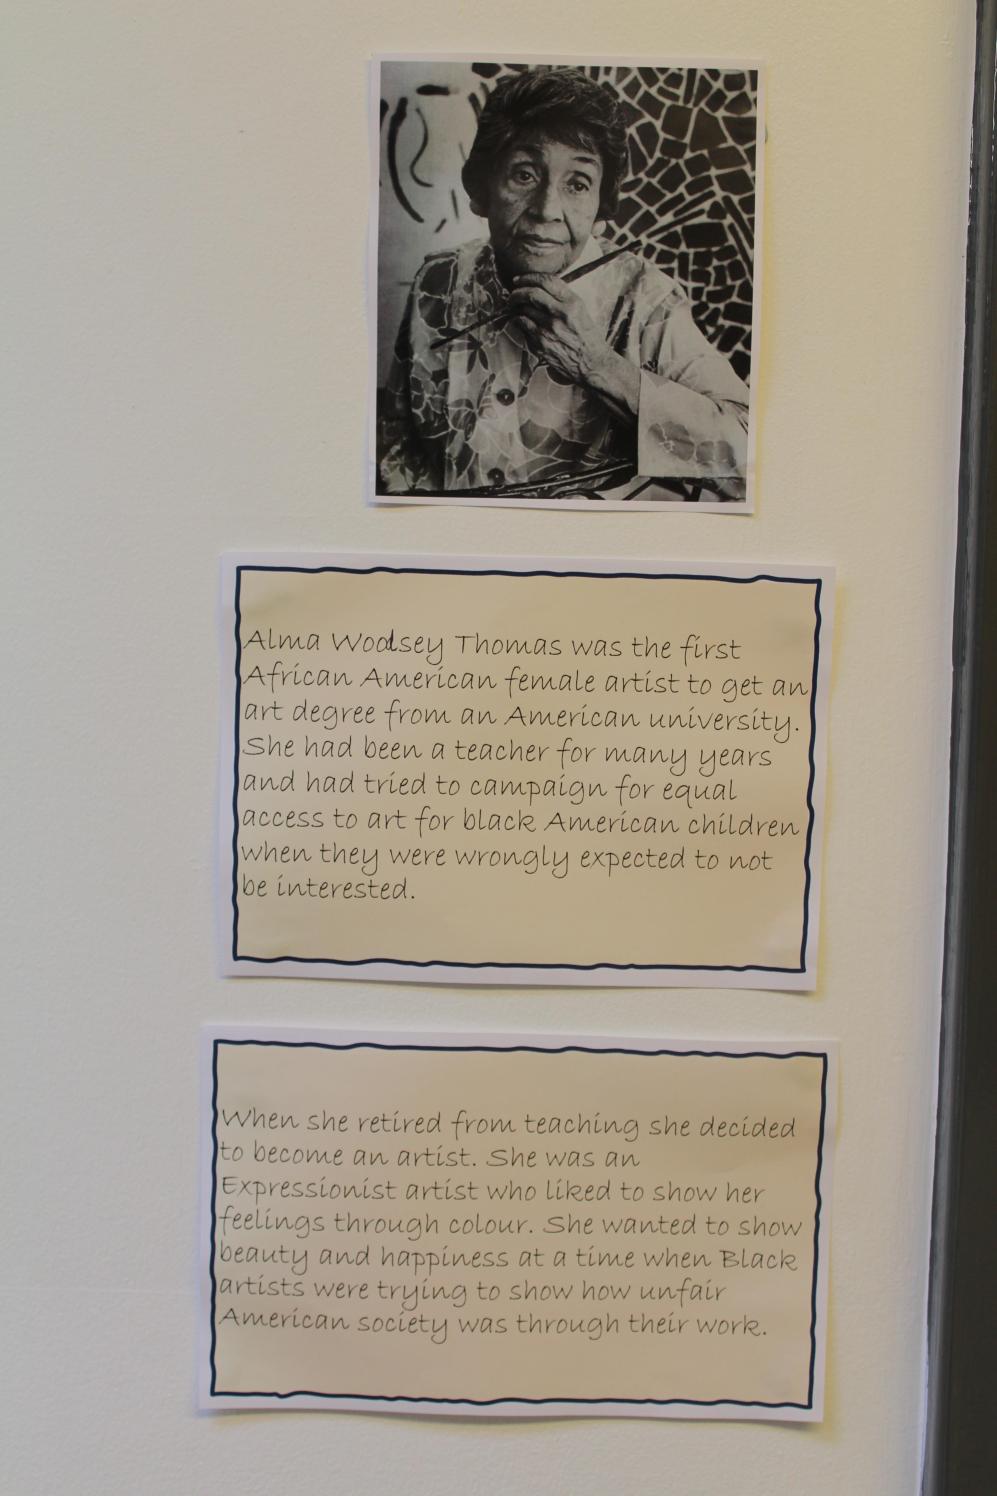 Alma Woodsey Thomas was the first
African American female artist to get an
art degree from an American university.
She had been a teacher for many years
and had tried to campaign for equal
access to art for black American children
when they were wrongly expected to not
be interested.
When she retired from teaching she decided
to become an artist. She was an
Expressionist artist who liked to show her
feelings through colour. She wanted to show
beauty and happiness at a time when Black
artists were trying to show how unfair
American society was through their work.